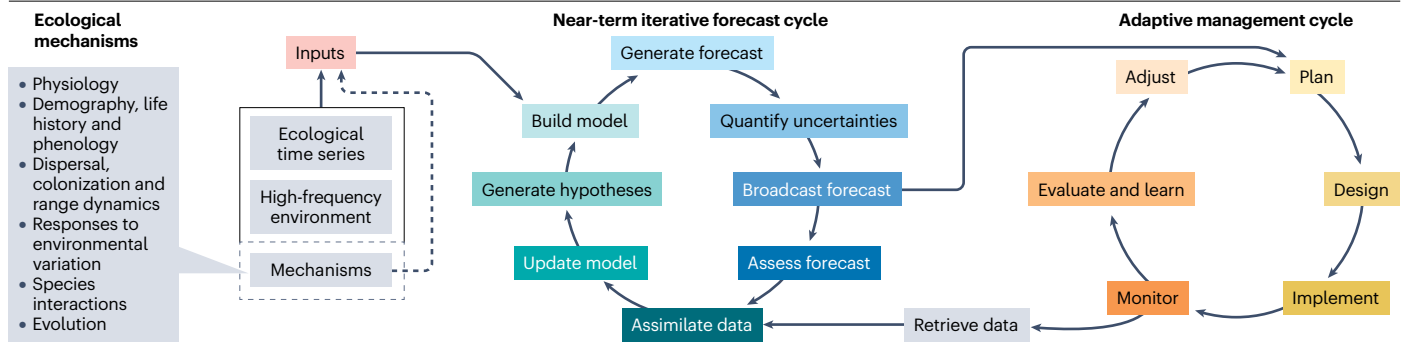 Ecological
mechanisms
• Physiology
• Demography, life
history and
phenology
• Dispersal,
colonization and
range dynamics
• Responses to
environmental
variation
• Species
interactions
• Evolution
Inputs
Ecological
time series
High-frequency
environment
Mechanisms
Near-term iterative forecast cycle
Generate forecast
Build model
Quantify uncertainties
Generate hypotheses
Broadcast forecast
Update model
Assess forecast
Assimilate data
Retrieve data
Adaptive management cycle
Adjust
Plan
Evaluate and learn
Design
Monitor
Implement